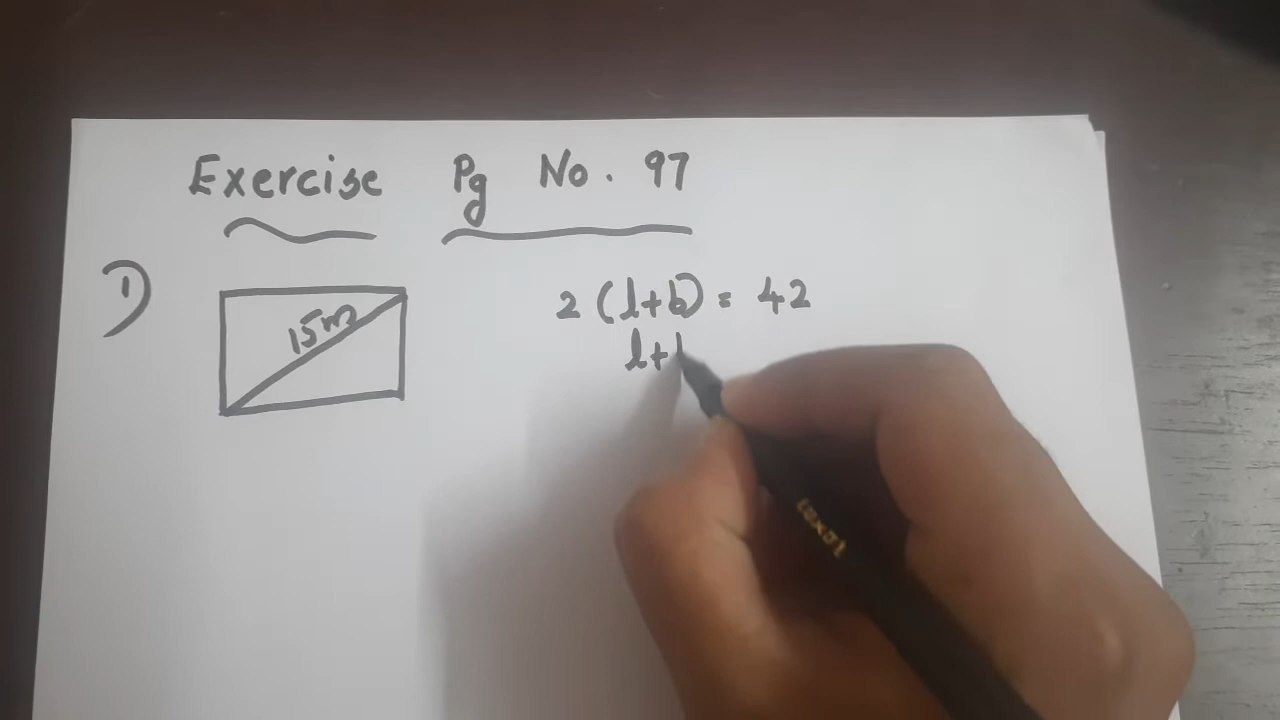 Exercise Pg No. 97
1)
15m
2 (l+b) = 42
l+b